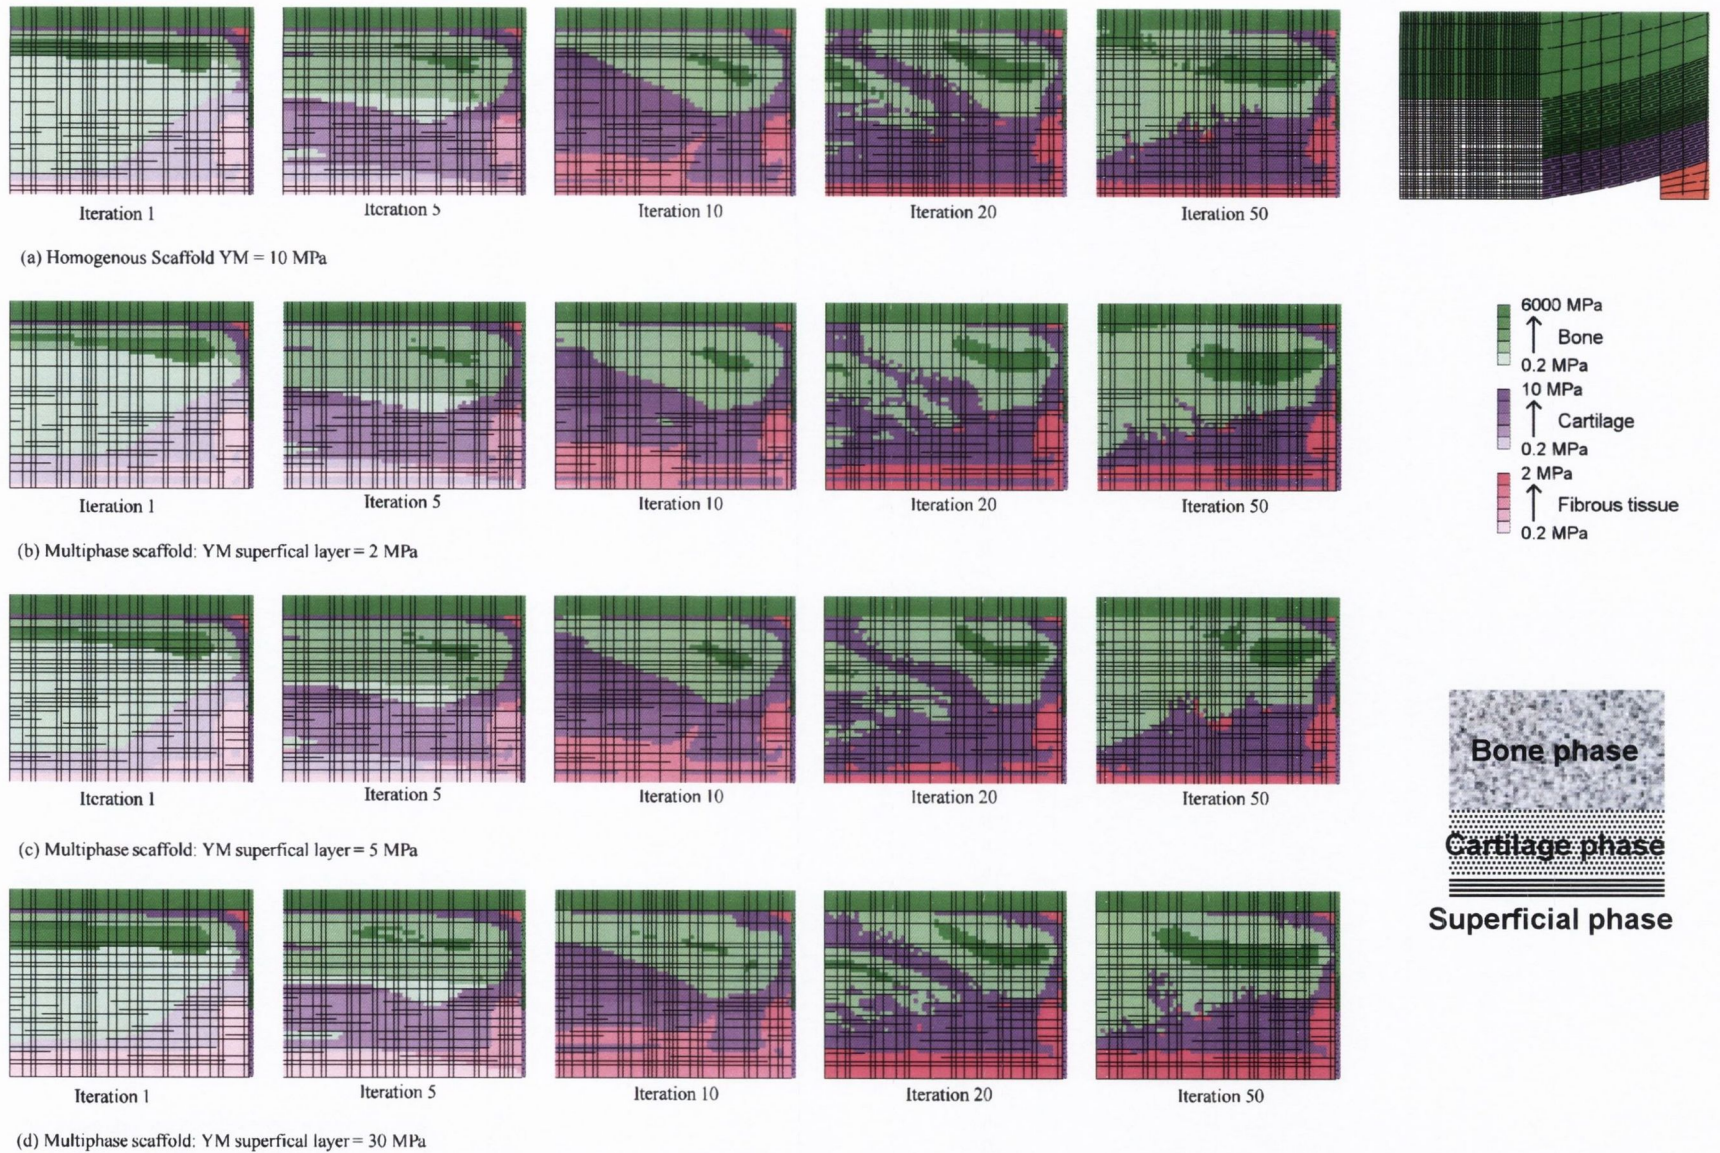 Iteration 1
Iteration 5
Iteration 10
Iteration 20
Iteration 50
(a) Homogenous Scaffold YM = 10 MPa
6000 MPa
Bone
0.2 MPa
10 MPa
Cartilage
0.2 MPa
2 MPa
Fibrous tissue
0.2 MPa
Iteration 1
Iteration 5
Iteration 10
Iteration 20
Iteration 50
(b) Multiphase scaffold: YM superfical layer = 2 MPa
Iteration 1
Iteration 5
Iteration 10
Iteration 20
Iteration 50
(c) Multiphase scaffold: YM superfical layer = 5 MPa
Bone phase
Cartilage phase
Superficial phase
Iteration 1
Iteration 5
Iteration 10
Iteration 20
Iteration 50
(d) Multiphase scaffold: YM superfical layer = 30 MPa